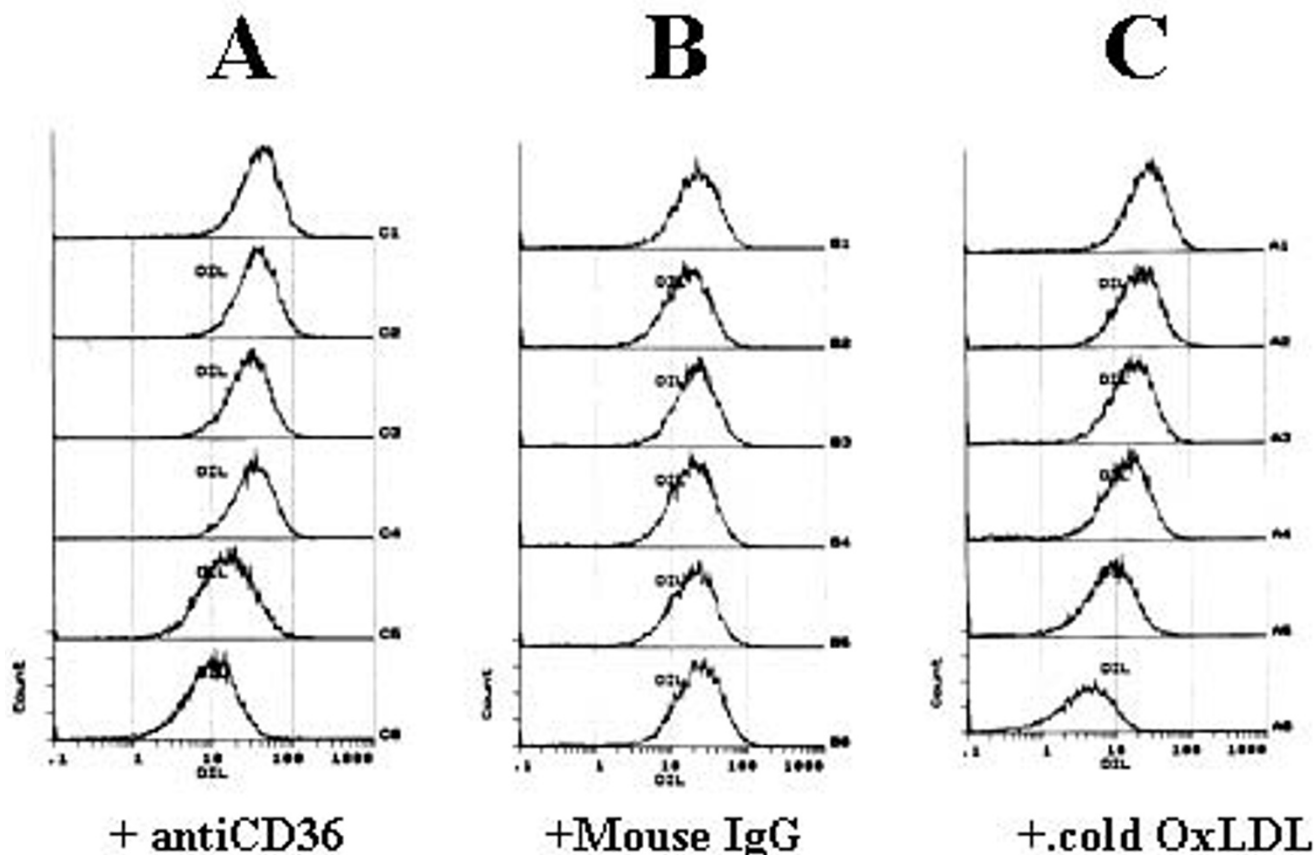 A B C
C1 B1 A1
DIL DIL DIL
C2 B2 A2
DIL DIL DIL
C3 B3 A3
DIL DIL DIL
C4 B4 A4
DIL DIL
C5 B5 A5
DIL DIL
Count Count Count
C6 B6 A6
.1 1 10 100 1000 .1 1 10 100 1000 .1 1 10 100 1000
DIL DIL DIL
+ antiCD36 +Mouse IgG +.cold OxLDL